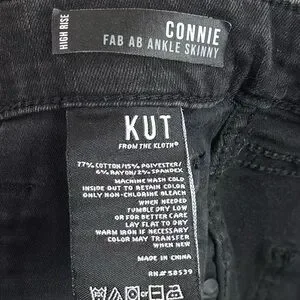 HIGH RISE
CONNIE
FAB AB ANKLE SKINNY
KUT
FROM THE KLOTH®
77% COTTON/15% POLYESTER/
6% RAYON/2% SPANDEX
MACHINE WASH COLD
INSIDE OUT TO RETAIN COLOR
ONLY NON-CHLORINE BLEACH
WHEN NEEDED
TUMBLE DRY LOW
OR FOR BETTER CARE
LAY FLAT TO DRY
WARM IRON IF NECESSARY
COLOR MAY TRANSFER
WHEN NEW
MADE IN CHINA
RN# 58539